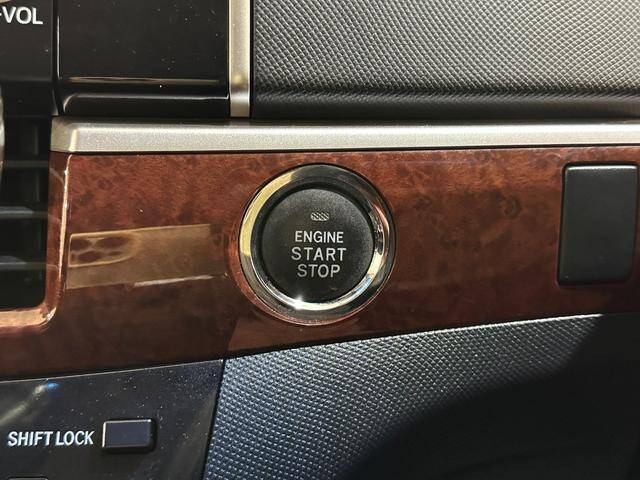 -VOL
ENGINE
START
STOP
SHIFT LOCK